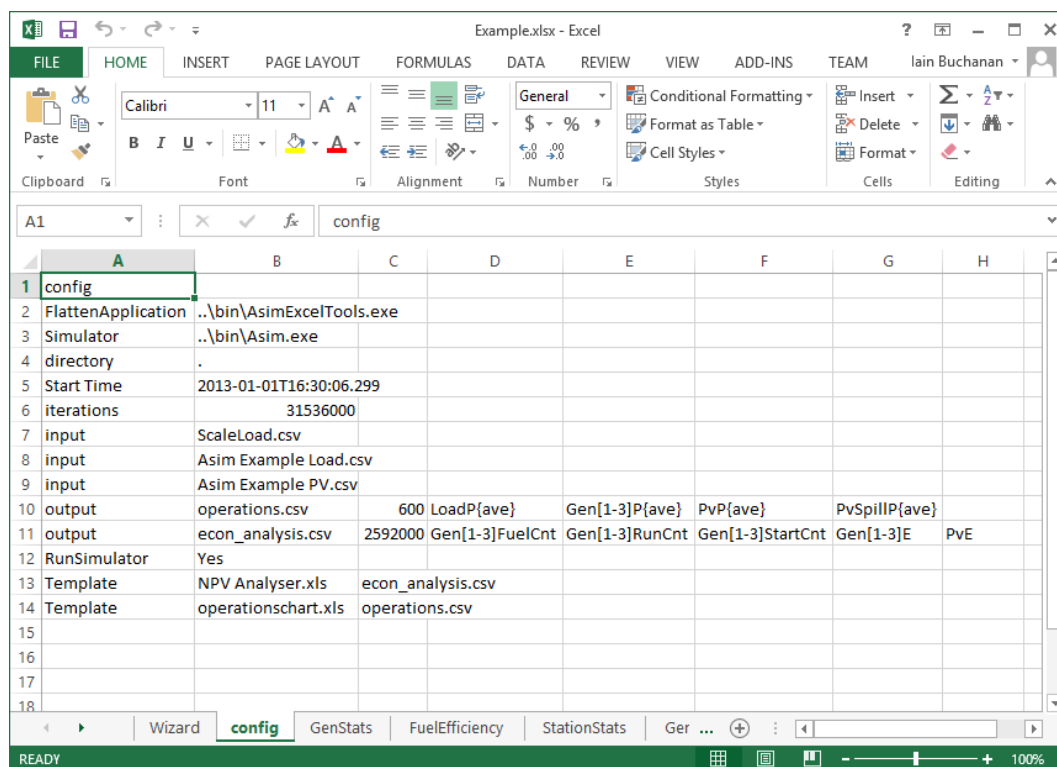 Example.xlsx - Excel
FILE HOME INSERT PAGE LAYOUT FORMULAS DATA REVIEW VIEW ADD-INS TEAM Iain Buchanan
Calibri 11 A A General Conditional Formatting Insert
Paste B I U A $ % , Format as Table Delete
Cell Styles Format
Clipboard Font Alignment Number Styles Cells Editing
A1 fx config
A B C D E F G H
1 config
2 FlattenApplication ..\bin\AsimExcelTools.exe
3 Simulator ..\bin\Asim.exe
4 directory .
5 Start Time 2013-01-01T16:30:06.299
6 iterations 31536000
7 input ScaleLoad.csv
8 input Asim Example Load.csv
9 input Asim Example PV.csv
10 output operations.csv 600 LoadP{ave} Gen[1-3]P{ave} PvP{ave} PvSpillP{ave}
11 output econ_analysis.csv 2592000 Gen[1-3]FuelCnt Gen[1-3]RunCnt Gen[1-3]StartCnt Gen[1-3]E PvE
12 RunSimulator Yes
13 Template NPV Analyser.xls econ_analysis.csv
14 Template operationschart.xls operations.csv
15
16
17
18
Wizard config GenStats FuelEfficiency StationStats Ger ...
READY 100%